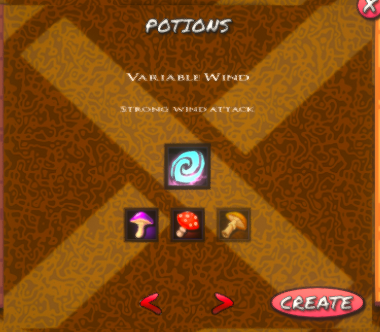 POTIONS
VARIABLE WIND
STRONG WIND ATTACK
CREATE